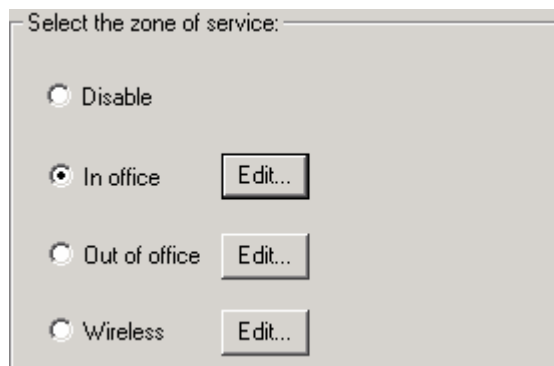 Select the zone of service:
Disable
In office Edit...
Out of office Edit...
Wireless Edit...